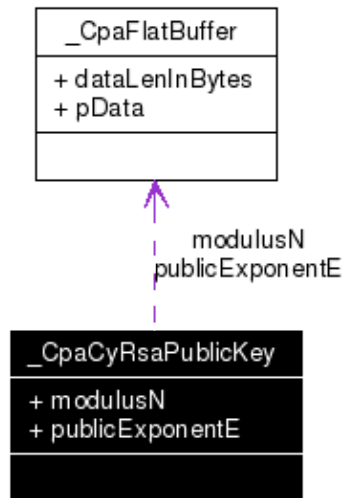 _CpaFlatBuffer
+ dataLenInBytes
+ pData
modulusN
publicExponentE
_CpaCyRsaPublicKey
+ modulusN
+ publicExponentE